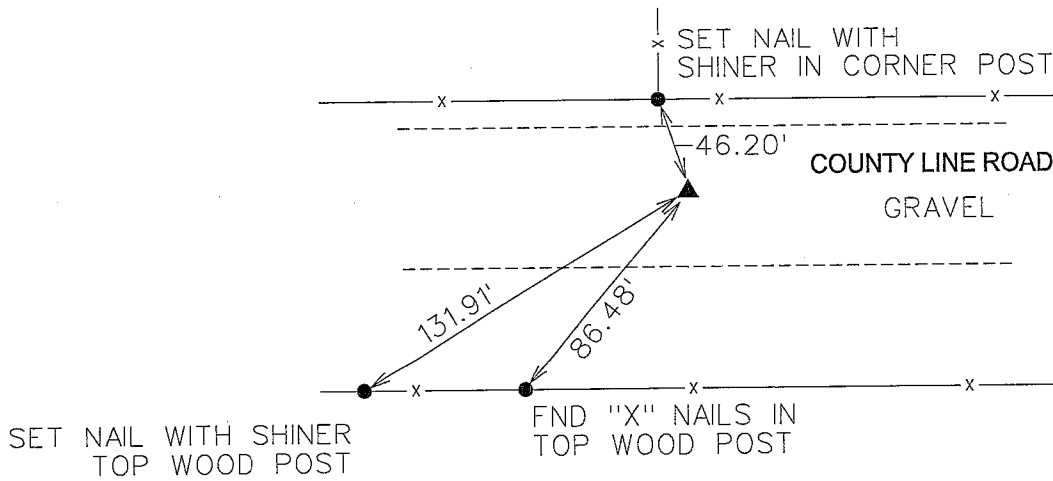 SET NAIL WITH
SHINER IN CORNER POST
46.20'
COUNTY LINE ROAD
GRAVEL
131.91'
86.48'
SET NAIL WITH SHINER
TOP WOOD POST
FND "X" NAILS IN
TOP WOOD POST